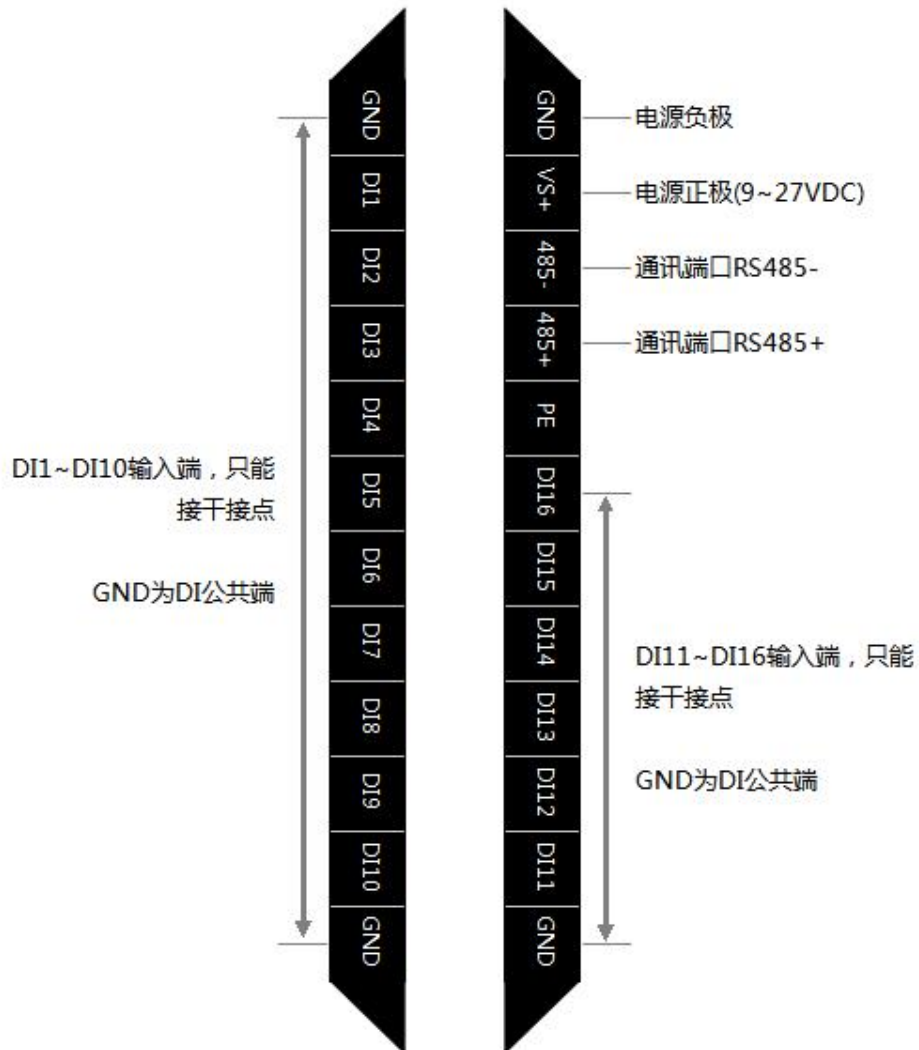 GND
DI1
DI2
DI3
DI4
DI5
DI6
DI7
DI8
DI9
DI10
GND
DI1~DI10输入端，只能
接干接点
GND为DI公共端
GND
VS+
485-
485+
PE
DI16
DI15
DI14
DI13
DI12
DI11
GND
电源负极
电源正极(9~27VDC)
通讯端口RS485-
通讯端口RS485+
DI11~DI16输入端，只能
接干接点
GND为DI公共端